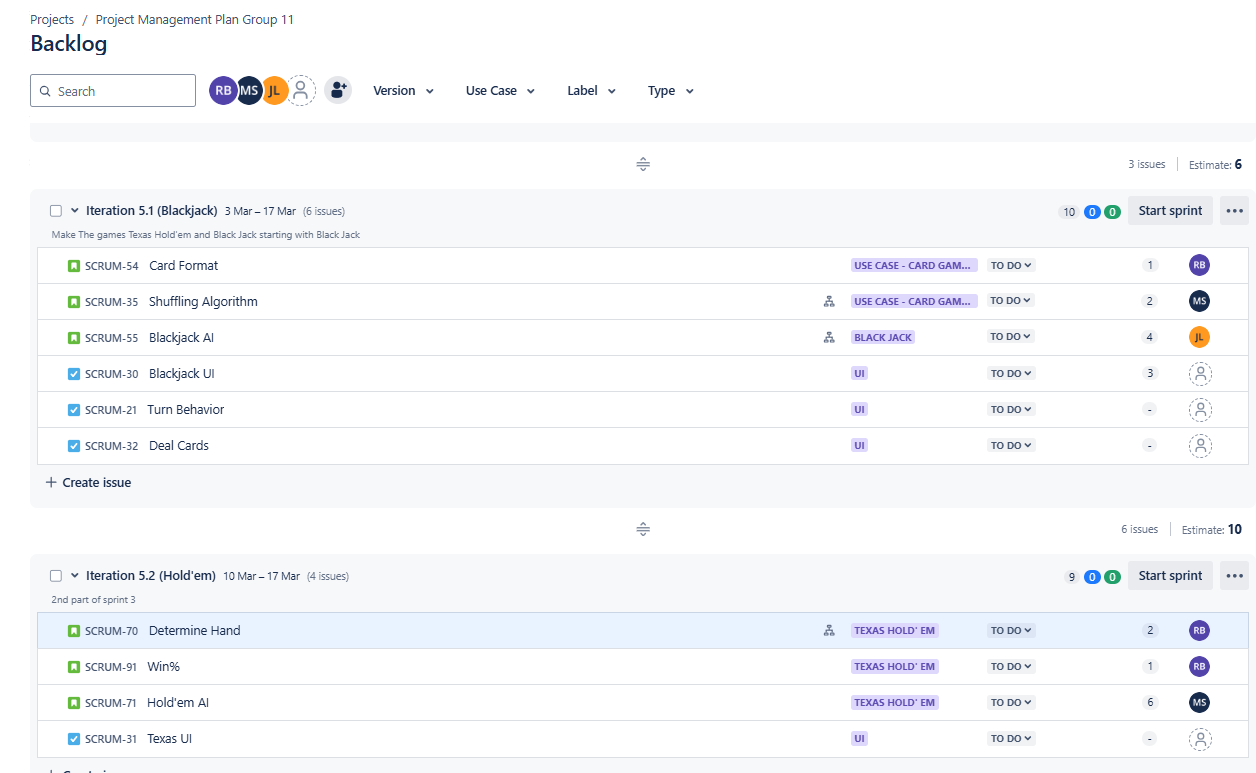 Projects / Project Management Plan Group 11
Backlog
Search RB MS JL Version Use Case Label Type
3 issues Estimate: 6
Iteration 5.1 (Blackjack) 3 Mar – 17 Mar (6 issues) 10 0 0 Start sprint
Make The games Texas Hold'em and Black Jack starting with Black Jack
SCRUM-54 Card Format USE CASE - CARD GAM... TO DO 1 RB
SCRUM-35 Shuffling Algorithm USE CASE - CARD GAM... TO DO 2 MS
SCRUM-55 Blackjack AI BLACK JACK TO DO 4 JL
SCRUM-30 Blackjack UI UI TO DO 3
SCRUM-21 Turn Behavior UI TO DO -
SCRUM-32 Deal Cards UI TO DO -
+ Create issue
6 issues Estimate: 10
Iteration 5.2 (Hold'em) 10 Mar – 17 Mar (4 issues) 9 0 0 Start sprint
2nd part of sprint 3
SCRUM-70 Determine Hand TEXAS HOLD' EM TO DO 2 RB
SCRUM-91 Win% TEXAS HOLD' EM TO DO 1 RB
SCRUM-71 Hold'em AI TEXAS HOLD' EM TO DO 6 MS
SCRUM-31 Texas UI UI TO DO -